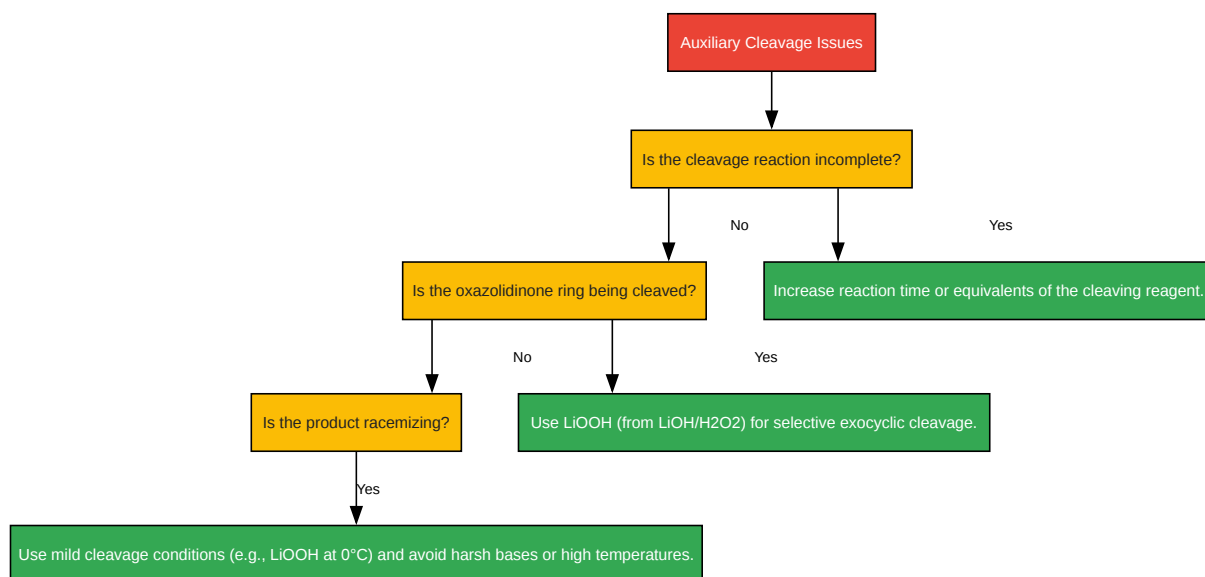 Auxiliary Cleavage Issues
Is the cleavage reaction incomplete?
No
Yes
Is the oxazolidinone ring being cleaved?
Increase reaction time or equivalents of the cleaving reagent.
No
Yes
Is the product racemizing?
Use LiOOH (from LiOH/H2O2) for selective exocyclic cleavage.
Yes
Use mild cleavage conditions (e.g., LiOOH at 0°C) and avoid harsh bases or high temperatures.